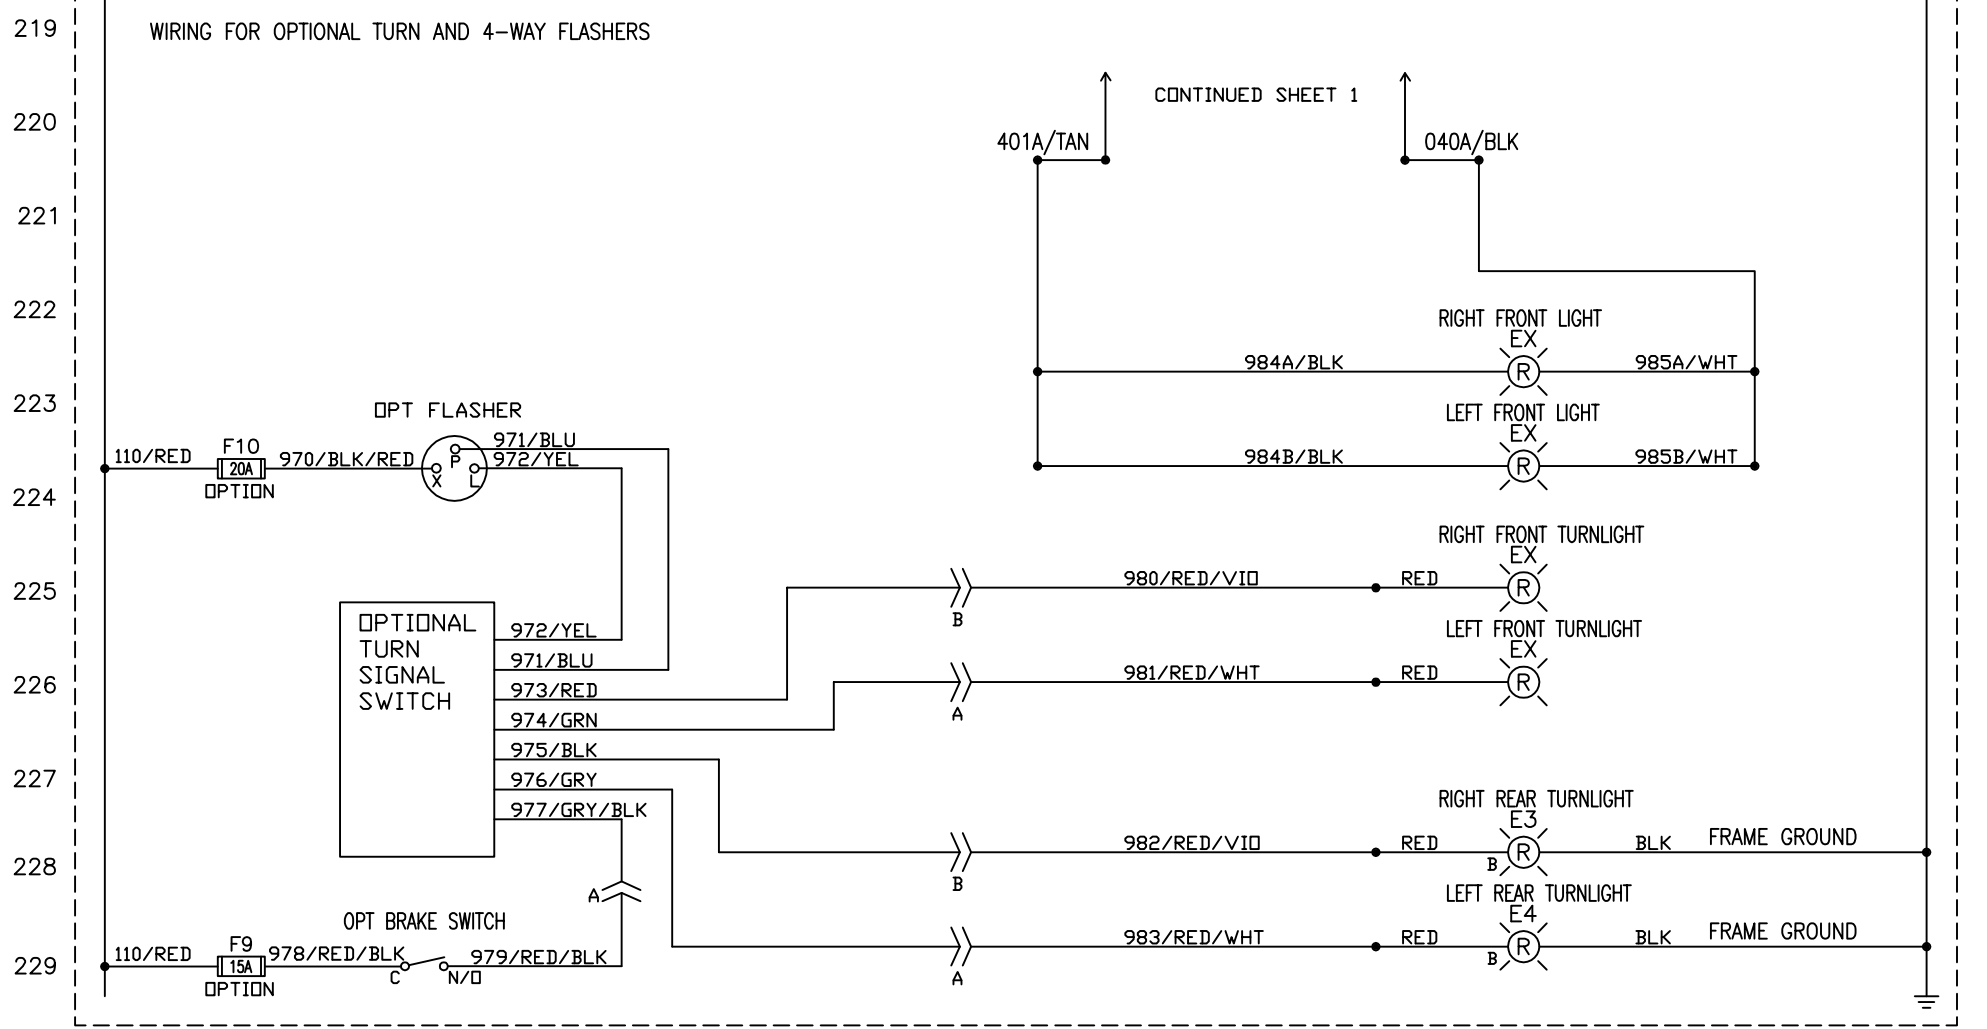 219
WIRING FOR OPTIONAL TURN AND 4-WAY FLASHERS
CONTINUED SHEET 1
220
401A/TAN
040A/BLK
221
222
RIGHT FRONT LIGHT
EX
984A/BLK
R
985A/WHT
223
OPT FLASHER
LEFT FRONT LIGHT
EX
984B/BLK
R
985B/WHT
110/RED
F10
20A
OPTION
970/BLK/RED
P
X
L
971/BLU
972/YEL
224
RIGHT FRONT TURNLIGHT
EX
225
980/RED/VIO
RED
R
B
OPTIONAL
TURN
SIGNAL
SWITCH
972/YEL
971/BLU
973/RED
974/GRN
975/BLK
976/GRY
977/GRY/BLK
LEFT FRONT TURNLIGHT
EX
226
981/RED/WHT
RED
R
A
227
RIGHT REAR TURNLIGHT
E3
982/RED/VIO
RED
B
R
BLK
FRAME GROUND
228
B
A
LEFT REAR TURNLIGHT
E4
OPT BRAKE SWITCH
983/RED/WHT
RED
B
R
BLK
FRAME GROUND
229
110/RED
F9
15A
OPTION
978/RED/BLK
C
N/O
979/RED/BLK
A